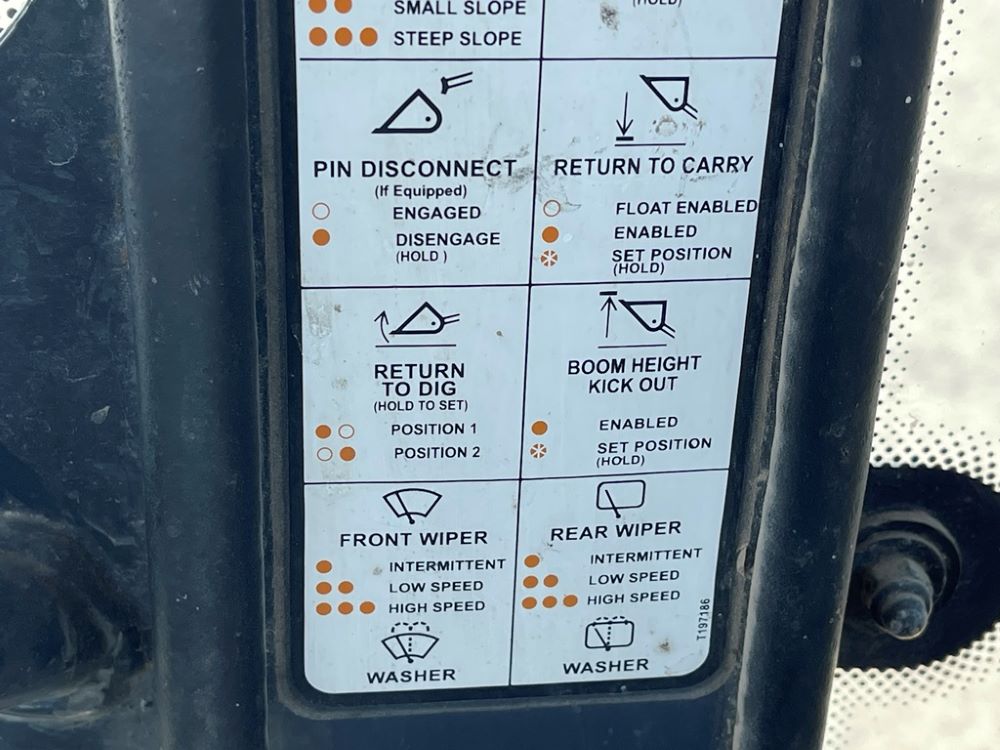 SMALL SLOPE
STEEP SLOPE
(HOLD)
PIN DISCONNECT
(If Equipped)
ENGAGED
DISENGAGE
(HOLD )
RETURN TO CARRY
FLOAT ENABLED
ENABLED
SET POSITION
(HOLD)
RETURN
TO DIG
(HOLD TO SET)
POSITION 1
POSITION 2
BOOM HEIGHT
KICK OUT
ENABLED
SET POSITION
(HOLD)
FRONT WIPER
INTERMITTENT
LOW SPEED
HIGH SPEED
WASHER
REAR WIPER
INTERMITTENT
LOW SPEED
HIGH SPEED
WASHER
T197186